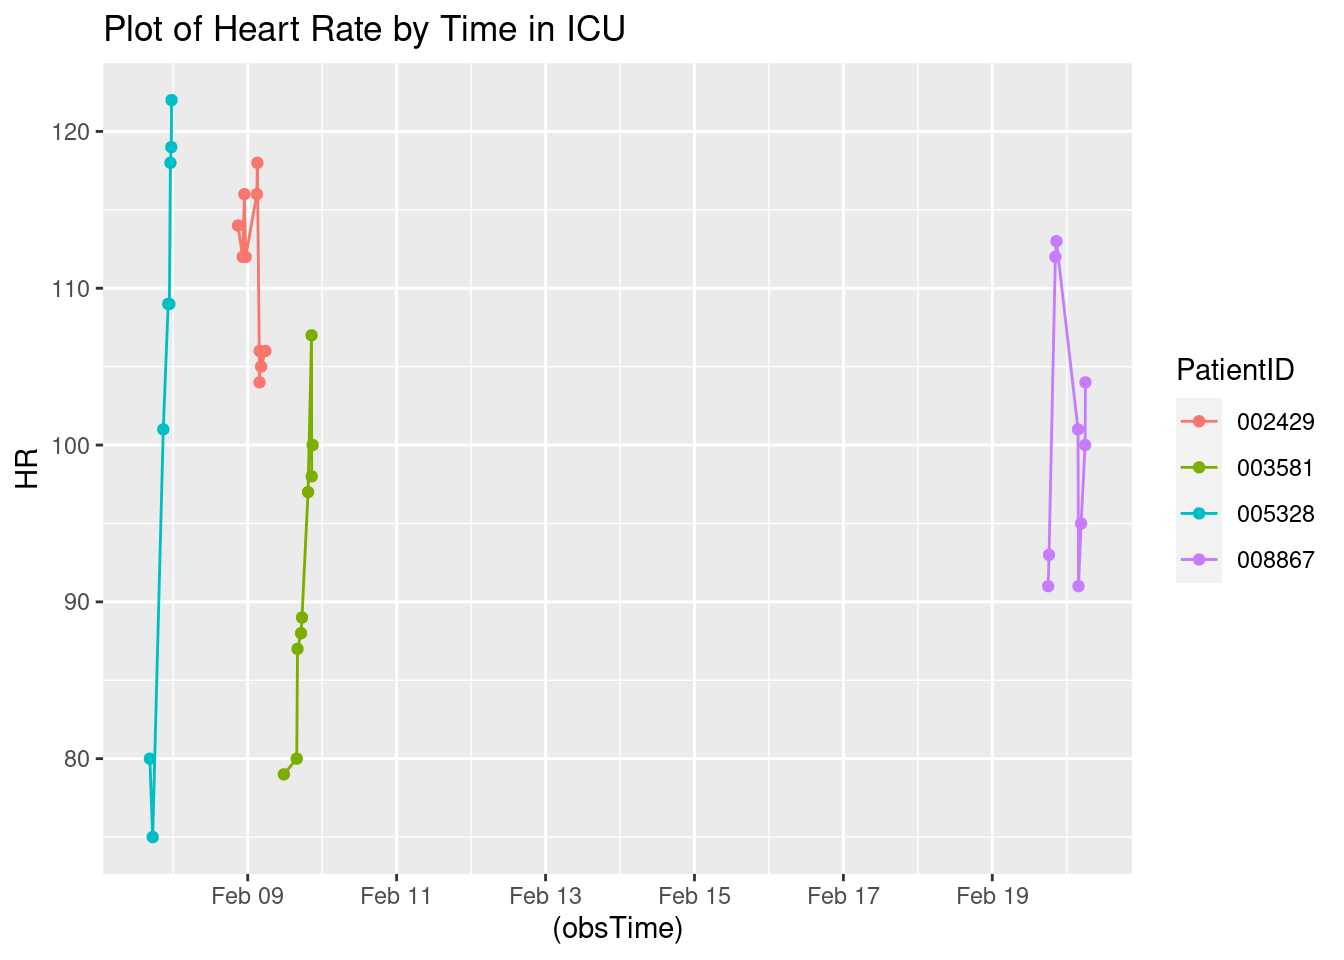 Plot of Heart Rate by Time in ICU
120
110
100
90
80
HR
Feb 09
Feb 11
Feb 13
Feb 15
Feb 17
Feb 19
(obsTime)
PatientID
002429
003581
005328
008867